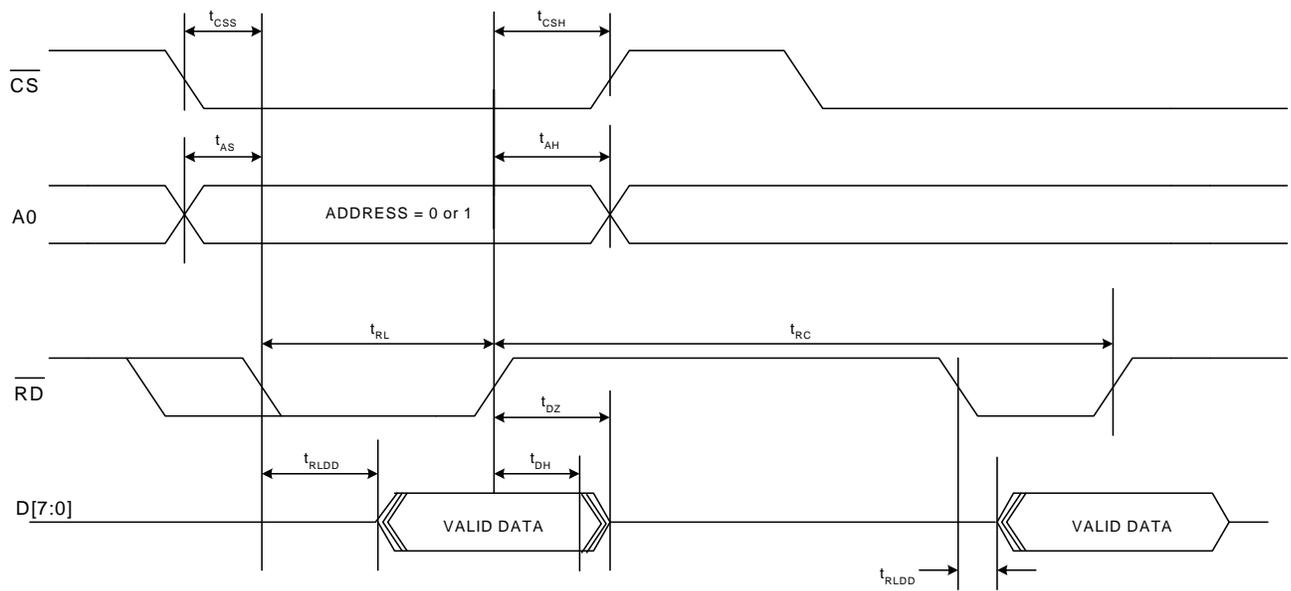 tCSS
tCSH
CS
tAS
tAH
A0
ADDRESS = 0 or 1
tRL
tRC
RD
tDZ
tRLDD
tDH
D[7:0]
VALID DATA
VALID DATA
tRLDD